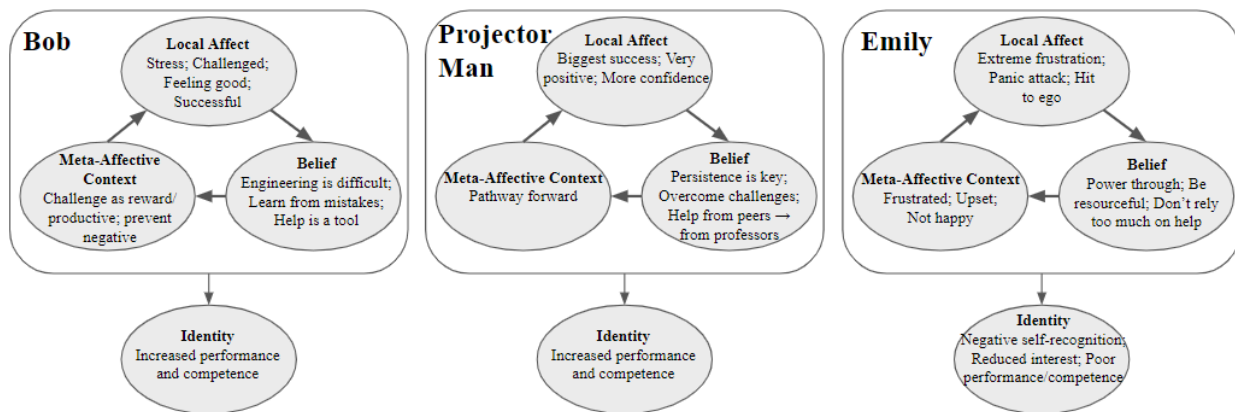 Bob
Local Affect
Stress; Challenged;
Feeling good;
Successful
Meta-Affective
Context
Challenge as reward/
productive; prevent
negative
Belief
Engineering is difficult;
Learn from mistakes;
Help is a tool
Identity
Increased performance
and competence
Projector
Man
Local Affect
Biggest success; Very
positive; More confidence
Meta-Affective Context
Pathway forward
Belief
Persistence is key;
Overcome challenges;
Help from peers →
from professors
Identity
Increased performance
and competence
Emily
Local Affect
Extreme frustration;
Panic attack; Hit
to ego
Meta-Affective Context
Frustrated; Upset;
Not happy
Belief
Power through; Be
resourceful; Don’t rely
too much on help
Identity
Negative self-recognition;
Reduced interest; Poor
performance/competence